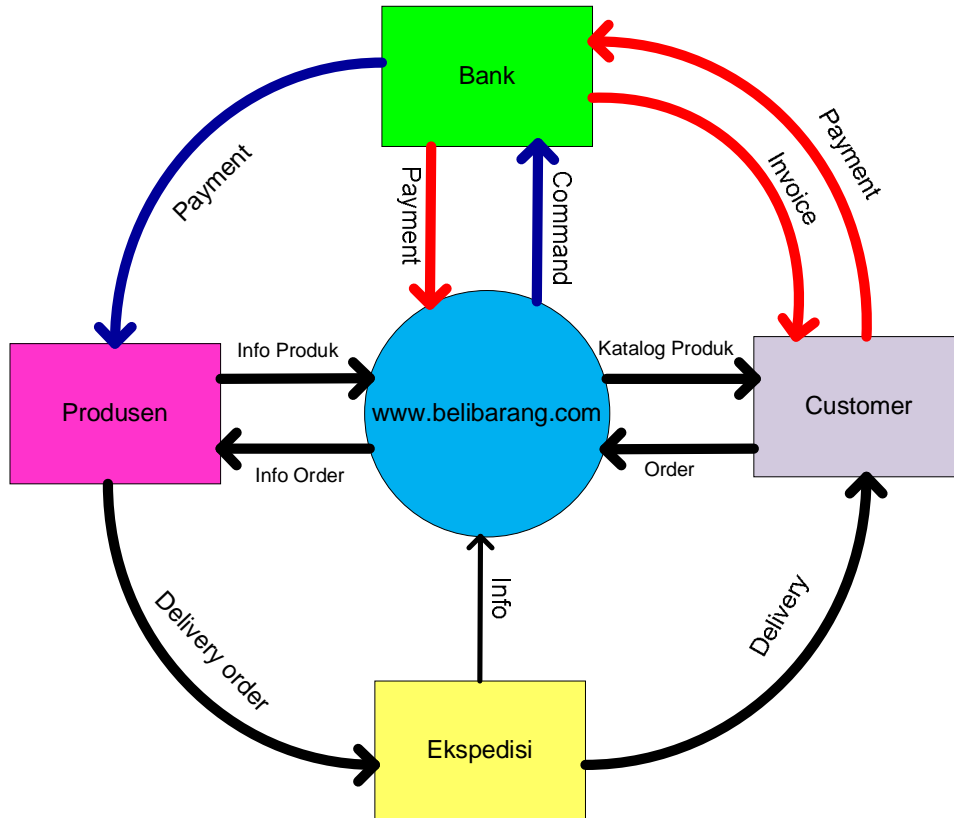 Bank
Payment
Payment
Command
Invoice
Payment
Info Produk
Katalog Produk
Produsen
www.belibarang.com
Customer
Info Order
Order
Info
Delivery order
Delivery
Ekspedisi